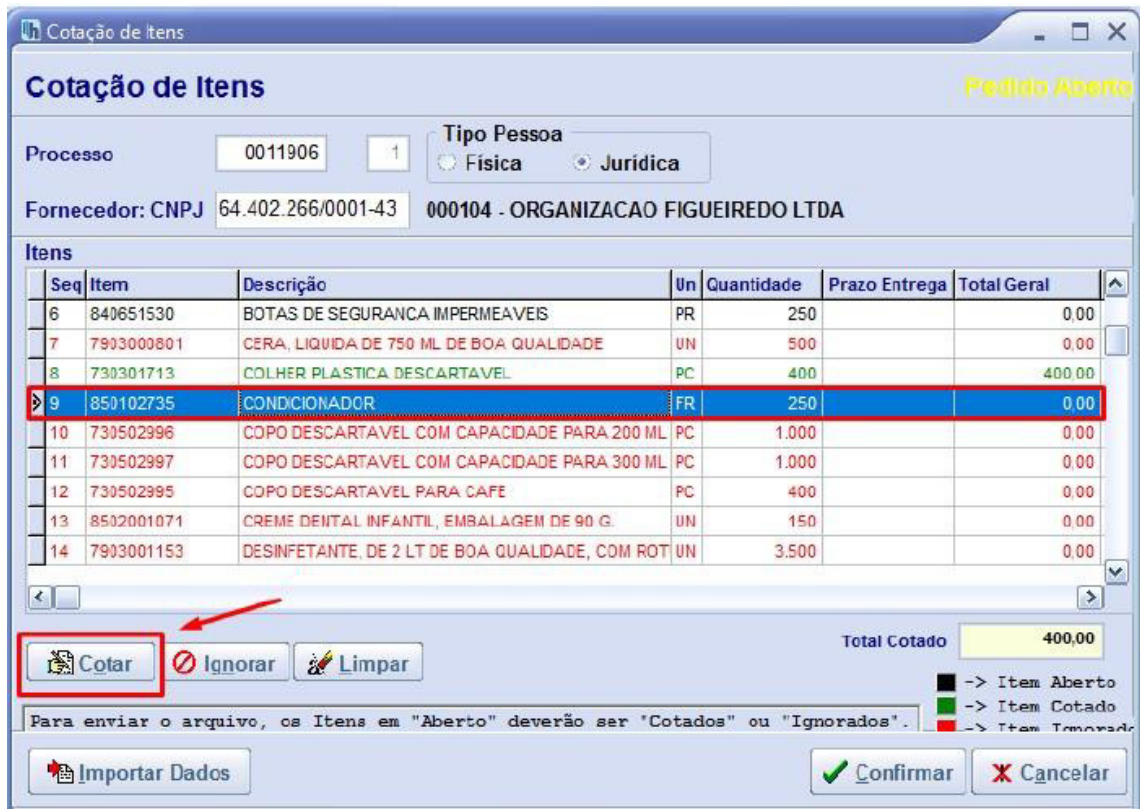 Cotação de Itens
Cotação de Itens
Pedido Aberto
Processo 0011906 1
Tipo Pessoa
Física Jurídica
Fornecedor: CNPJ 64.402.266/0001-43 000104 - ORGANIZACAO FIGUEIREDO LTDA
Itens
Seq Item Descrição Un Quantidade Prazo Entrega Total Geral
6 840651530 BOTAS DE SEGURANCA IMPERMEAVEIS PR 250 0,00
7 7903000801 CERA, LIQUIDA DE 750 ML DE BOA QUALIDADE UN 500 0,00
8 730301713 COLHER PLASTICA DESCARTAVEL PC 400 400,00
9 850102735 CONDICIONADOR FR 250 0,00
10 730502996 COPO DESCARTAVEL COM CAPACIDADE PARA 200 ML PC 1.000 0,00
11 730502997 COPO DESCARTAVEL COM CAPACIDADE PARA 300 ML PC 1.000 0,00
12 730502995 COPO DESCARTAVEL PARA CAFE PC 400 0,00
13 8502001071 CREME DENTAL INFANTIL, EMBALAGEM DE 90 G. UN 150 0,00
14 7903001153 DESINFETANTE, DE 2 LT DE BOA QUALIDADE, COM ROT UN 3.500 0,00
Cotar Ignorar Limpar
Total Cotado 400,00
-> Item Aberto
-> Item Cotado
-> Item Ignorado
Para enviar o arquivo, os Itens em "Aberto" deverão ser "Cotados" ou "Ignorados".
Importar Dados Confirmar Cancelar